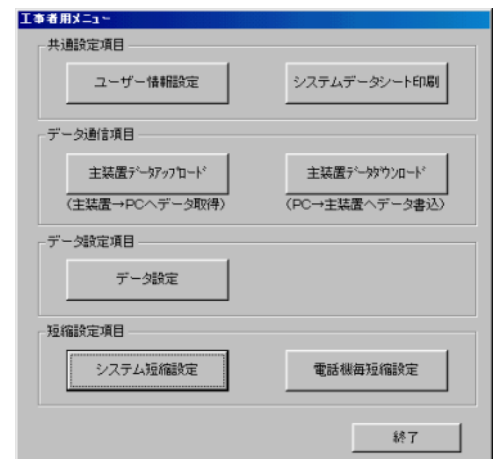 工事者用ﾒﾆｭｰ
共通設定項目
ユーザー情報設定 システムデータシート印刷
データ通信項目
主装置ﾃﾞｰﾀｱｯﾌﾟﾛｰﾄﾞ 主装置ﾃﾞｰﾀﾀﾞｳﾝﾛｰﾄﾞ
(主装置→PCへデータ取得) (PC→主装置へデータ書込)
データ設定項目
データ設定
短縮設定項目
システム短縮設定 電話機毎短縮設定
終了